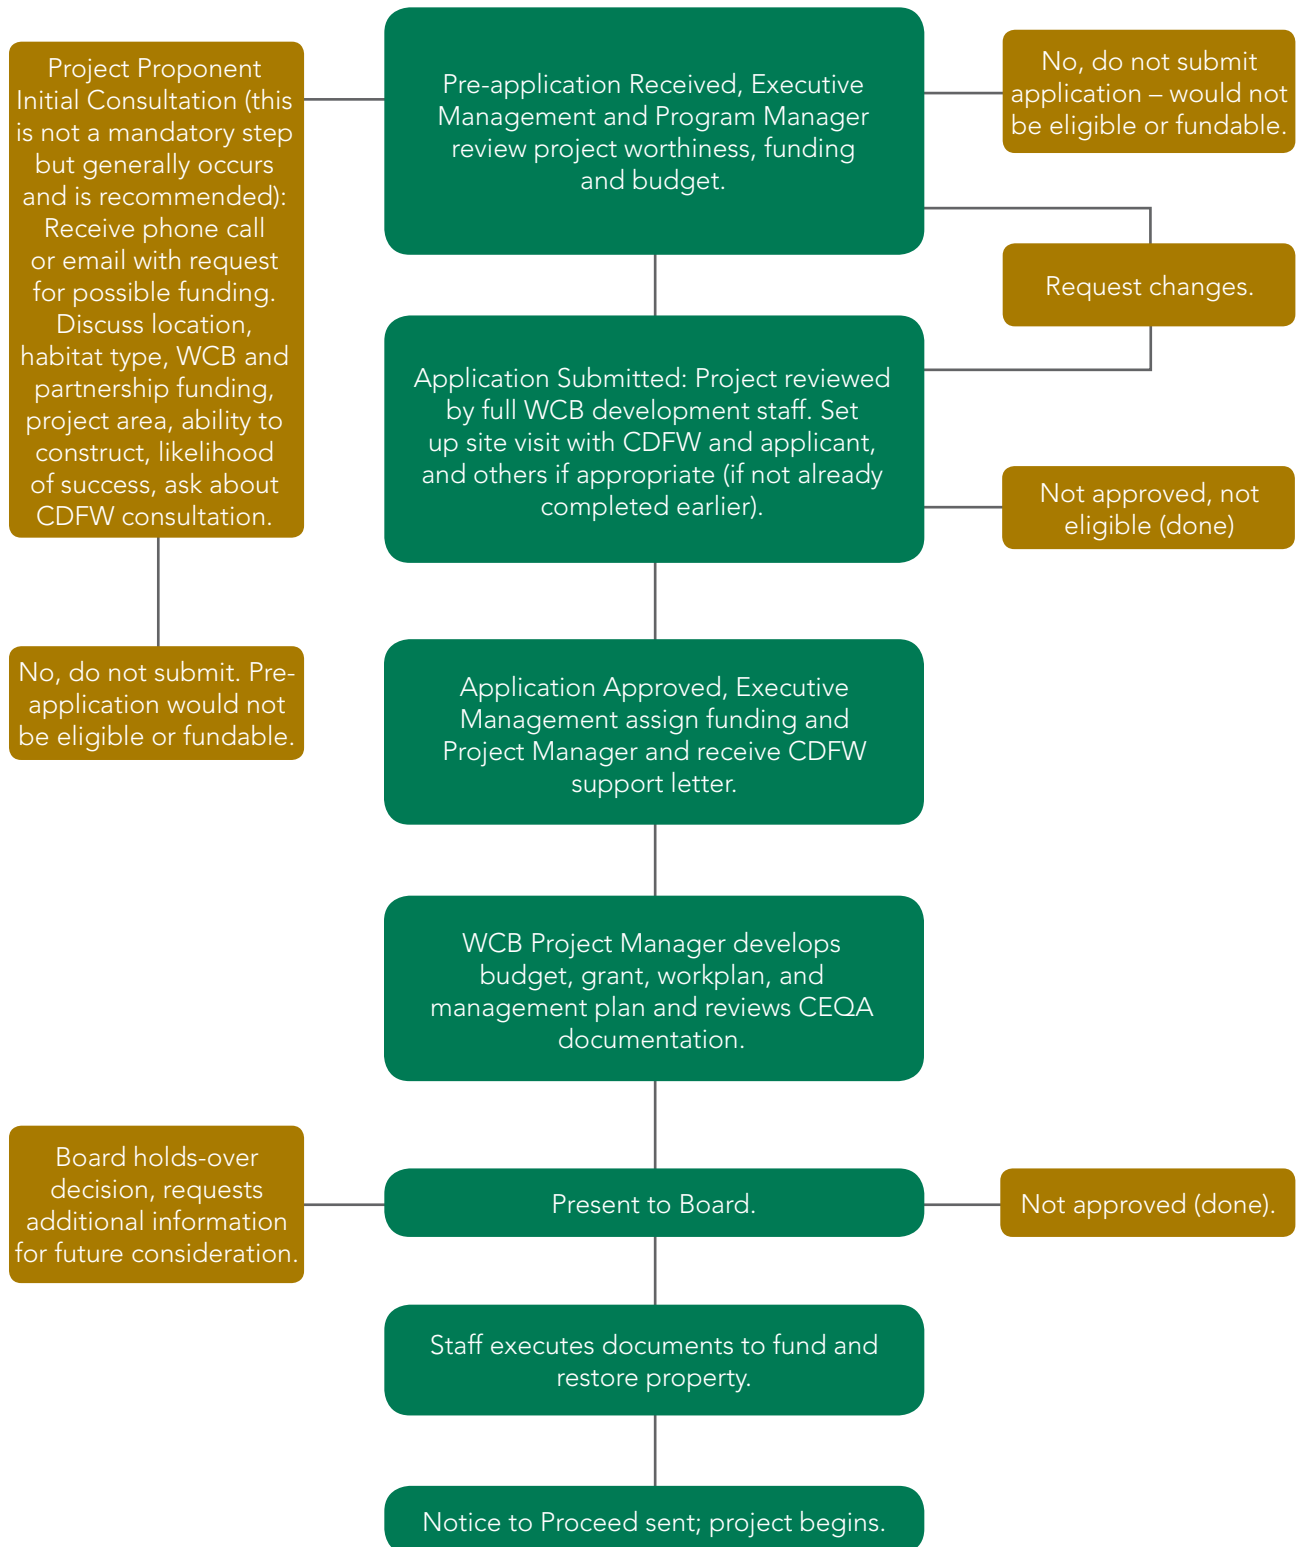 Project Proponent
Initial Consultation (this
is not a mandatory step
but generally occurs
and is recommended):
Receive phone call
or email with request
for possible funding.
Discuss location,
habitat type, WCB and
partnership funding,
project area, ability to
construct, likelihood
of success, ask about
CDFW consultation.
No, do not submit. Pre-
application would not
be eligible or fundable.
Pre-application Received, Executive
Management and Program Manager
review project worthiness, funding
and budget.
No, do not submit
application – would not
be eligible or fundable.
Request changes.
Application Submitted: Project reviewed
by full WCB development staff. Set
up site visit with CDFW and applicant,
and others if appropriate (if not already
completed earlier).
Not approved, not
eligible (done)
Application Approved, Executive
Management assign funding and
Project Manager and receive CDFW
support letter.
WCB Project Manager develops
budget, grant, workplan, and
management plan and reviews CEQA
documentation.
Board holds-over
decision, requests
additional information
for future consideration.
Present to Board.
Not approved (done).
Staff executes documents to fund and
restore property.
Notice to Proceed sent; project begins.